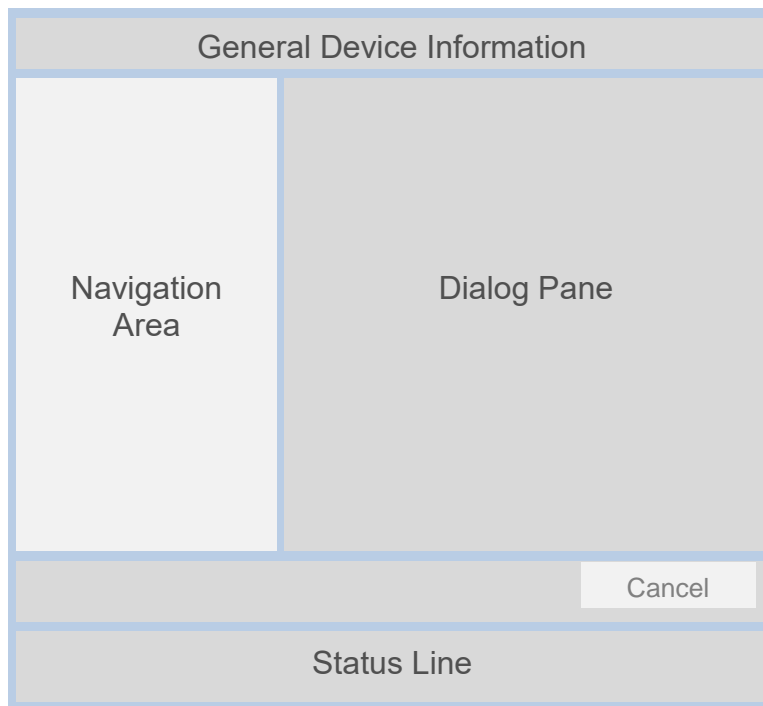 General Device Information
Navigation
Area
Dialog Pane
Cancel
Status Line